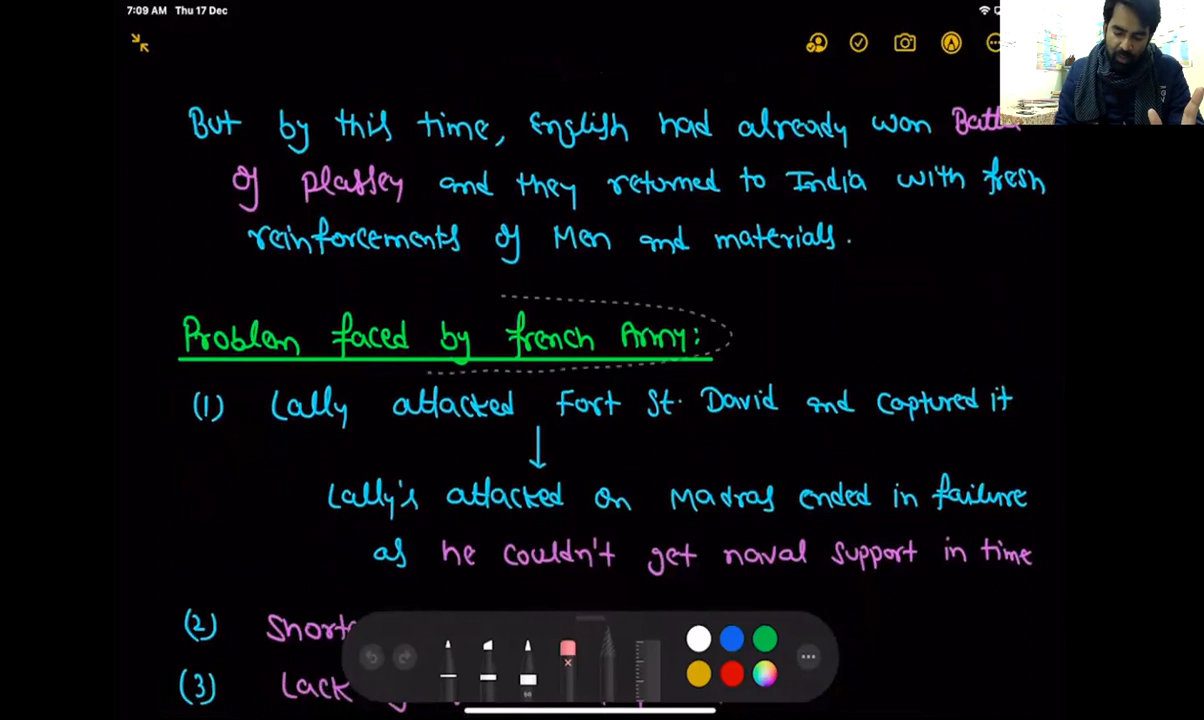 7:09 AM Thu 17 Dec
But by this time, English had already won
of plassey and they returned to India with fresh
reinforcements of Men and materials.
Problem faced by french Army:
(1) Lally attacked Fort St. David and captured it
Lally's attacked on Madras ended in failure
as he couldn't get naval support in time
(2)
(3) Lack